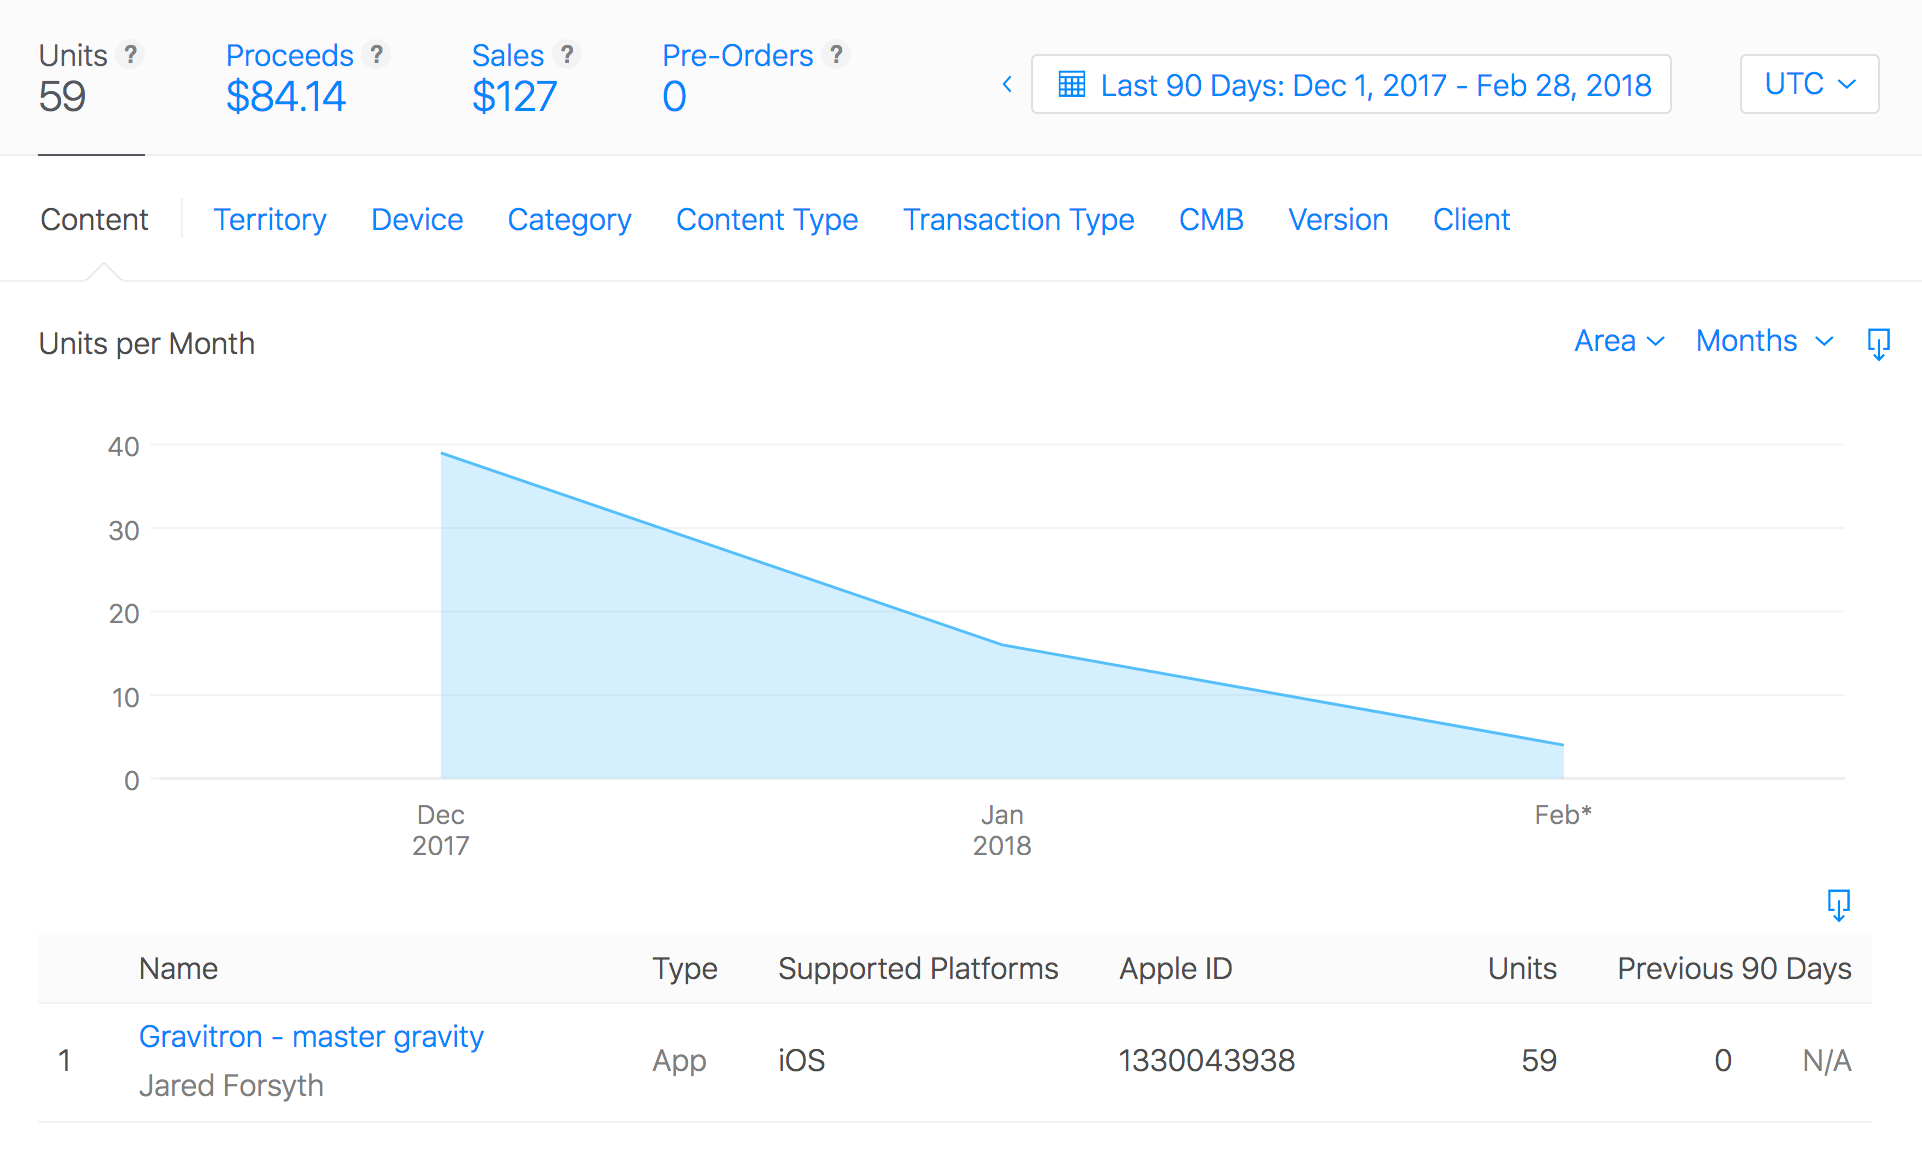 Units ? Proceeds ? Sales ? Pre-Orders ?
59 $84.14 $127 0
Last 90 Days: Dec 1, 2017 - Feb 28, 2018 UTC
Content Territory Device Category Content Type Transaction Type CMB Version Client
Units per Month Area Months
40
30
20
10
0
Dec Jan Feb*
2017 2018
Name Type Supported Platforms Apple ID Units Previous 90 Days
Gravitron - master gravity
1 App iOS 1330043938 59 0 N/A
Jared Forsyth